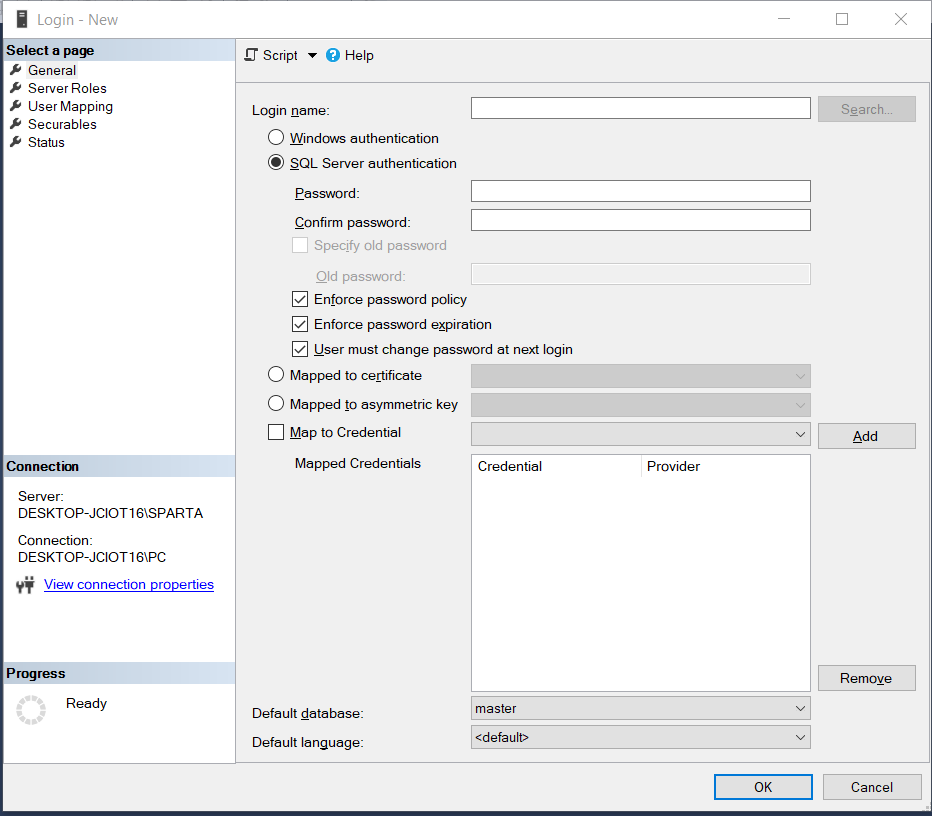 Login - New
Select a page
General
Server Roles
User Mapping
Securables
Status
Script
Help
Login name:
Search...
Windows authentication
SQL Server authentication
Password:
Confirm password:
Specify old password
Old password:
Enforce password policy
Enforce password expiration
User must change password at next login
Mapped to certificate
Mapped to asymmetric key
Map to Credential
Add
Mapped Credentials
Credential Provider
Remove
Default database: master
Default language: <default>
Connection
Server:
DESKTOP-JCIOT16\SPARTA
Connection:
DESKTOP-JCIOT16\PC
View connection properties
Progress
Ready
OK
Cancel